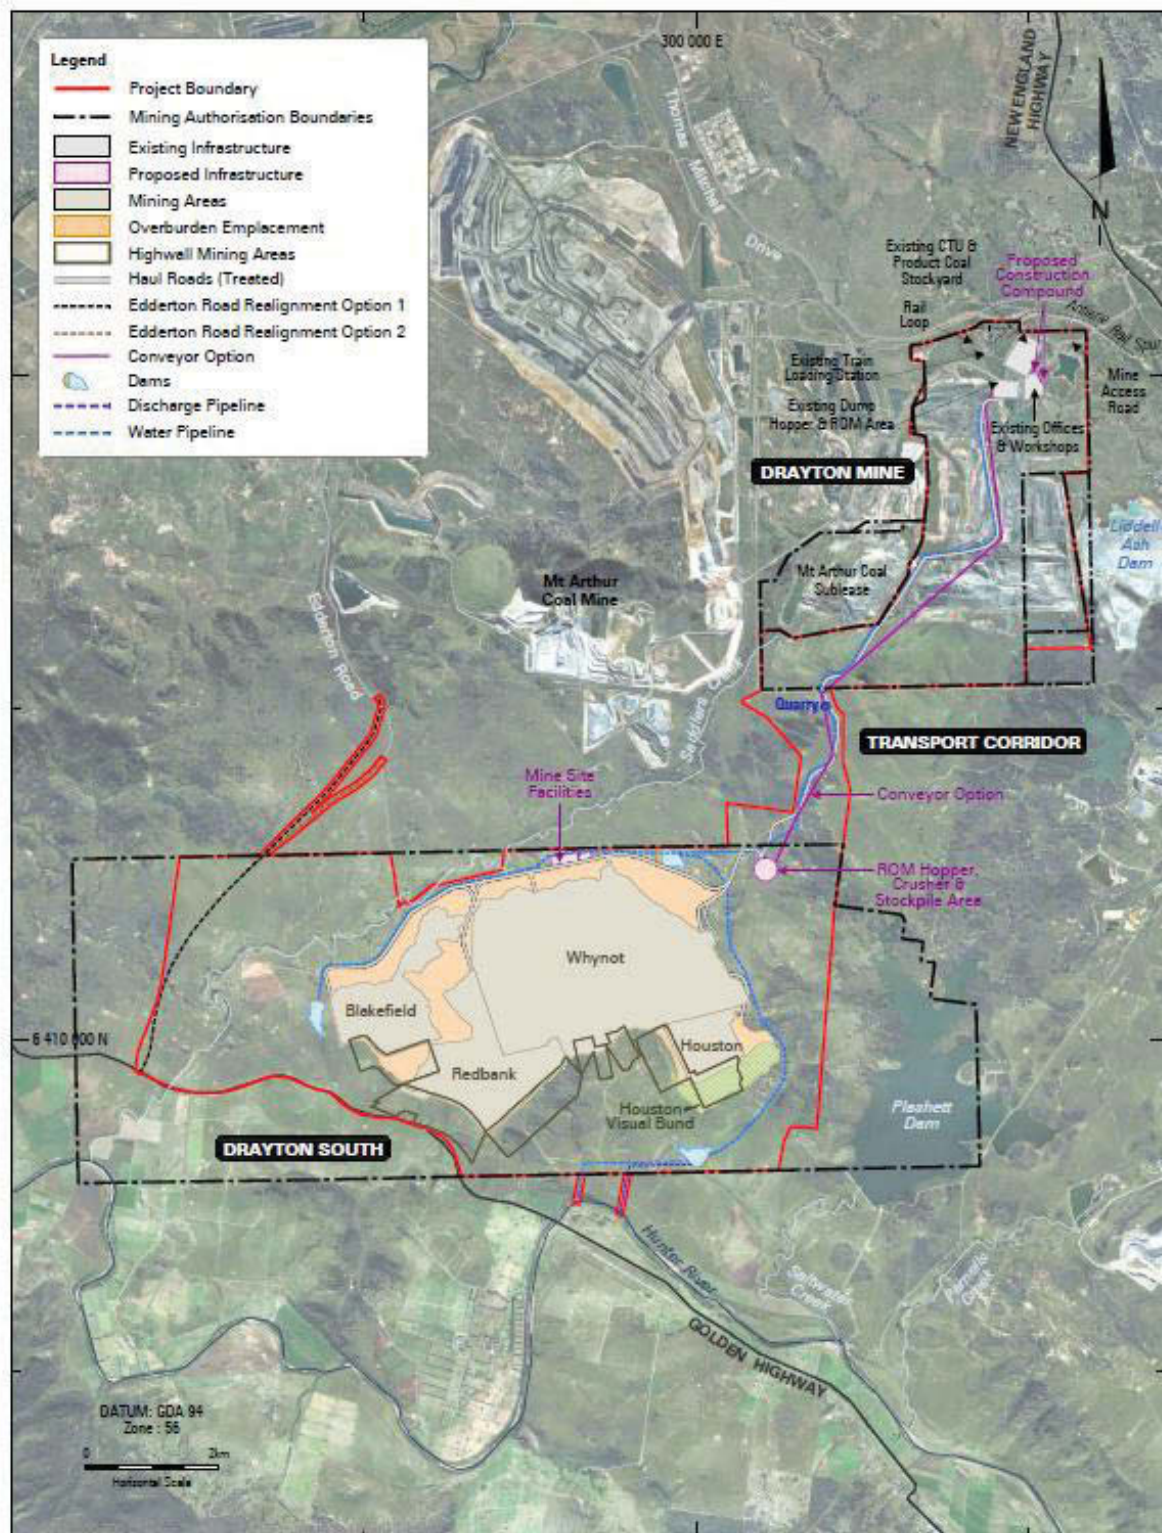 Legend
Project Boundary
Mining Authorisation Boundaries
Existing Infrastructure
Proposed Infrastructure
Mining Areas
Overburden Emplacement
Highwall Mining Areas
Haul Roads (Treated)
Edderton Road Realignment Option 1
Edderton Road Realignment Option 2
Conveyor Option
Dams
Discharge Pipeline
Water Pipeline
300 000 E
NEW ENGLAND
HIGHWAY
Thomas Mitchell Drive
N
Existing CTU &
Product Coal
Stockyard
Proposed
Construction
Compound
Rail
Loop
Antiene Rail Spur
Existing Train
Loading Station
Mine
Access
Road
Existing Dump
Hopper & ROM Area
Existing Offices
& Workshops
DRAYTON MINE
Liddell
Ash
Dam
Mt Arthur Coal
Sublease
Mt Arthur
Coal Mine
Edderton Road
Saddlers Creek
Quarry
TRANSPORT CORRIDOR
Mine Site
Facilities
Conveyor Option
ROM Hopper,
Crusher &
Stockpile Area
Whynot
Blakefield
6 410 000 N
Houston
Redbank
Houston
Visual Bund
Plashett
Dam
DRAYTON SOUTH
Hunter River
Saltwater
Creek
Parnells
Creek
GOLDEN HIGHWAY
DATUM: GDA 94
Zone : 56
0 2km
Horizontal Scale